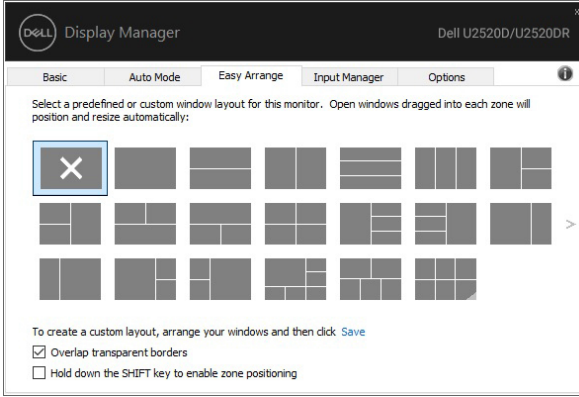 DELL Display Manager Dell U2520D/U2520DR
Basic Auto Mode Easy Arrange Input Manager Options
Select a predefined or custom window layout for this monitor. Open windows dragged into each zone will
position and resize automatically:
To create a custom layout, arrange your windows and then click Save
Overlap transparent borders
Hold down the SHIFT key to enable zone positioning